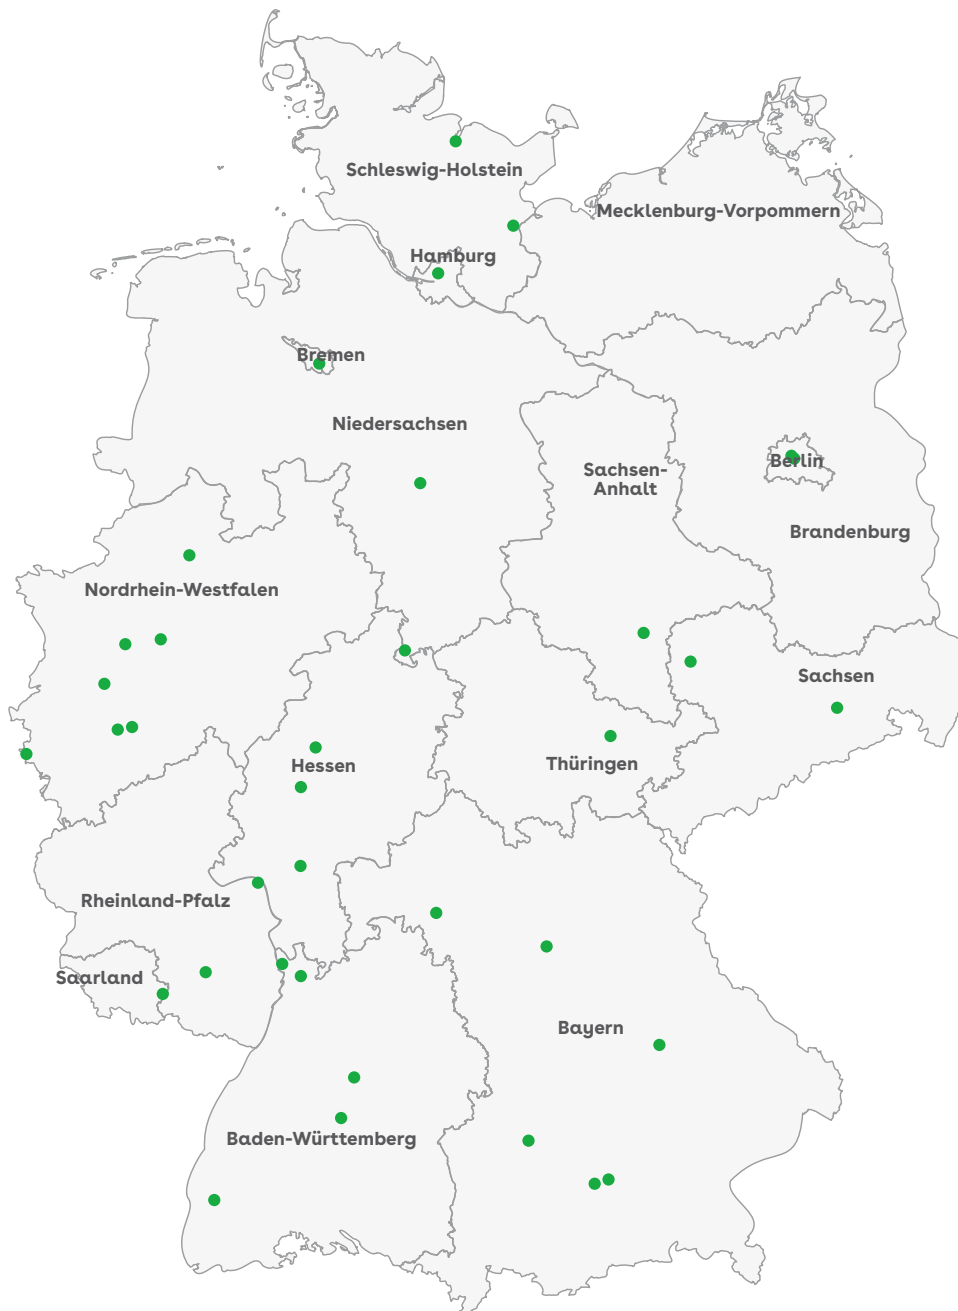 Schleswig-Holstein
Mecklenburg-Vorpommern
Hamburg
Bremen
Niedersachsen
Sachsen-
Anhalt
Berlin
Brandenburg
Nordrhein-Westfalen
Sachsen
Hessen
Thüringen
Rheinland-Pfalz
Saarland
Bayern
Baden-Württemberg